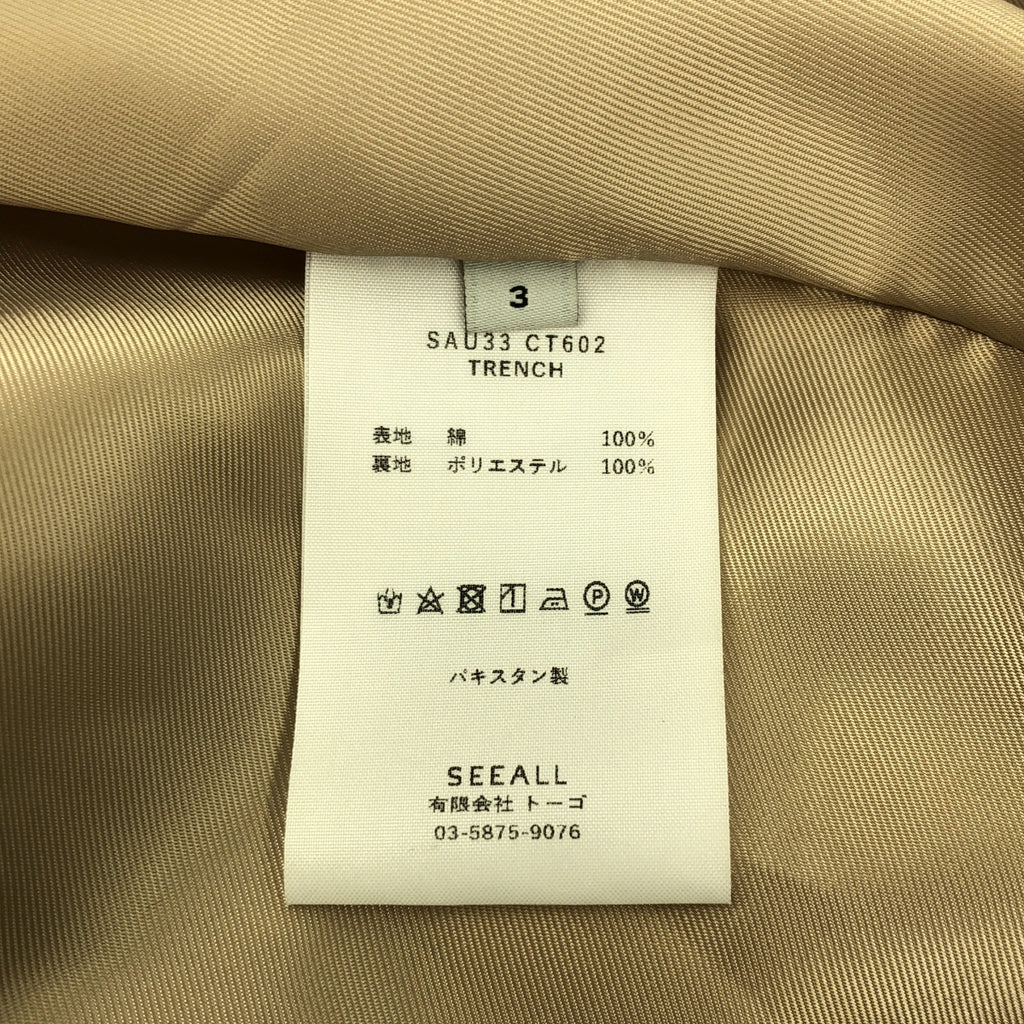 3
SAU33 CT602
TRENCH
表地 綿 100%
裏地 ポリエステル 100%
P W
パキスタン製
SEEALL
有限会社 トーゴ
03-5875-9076